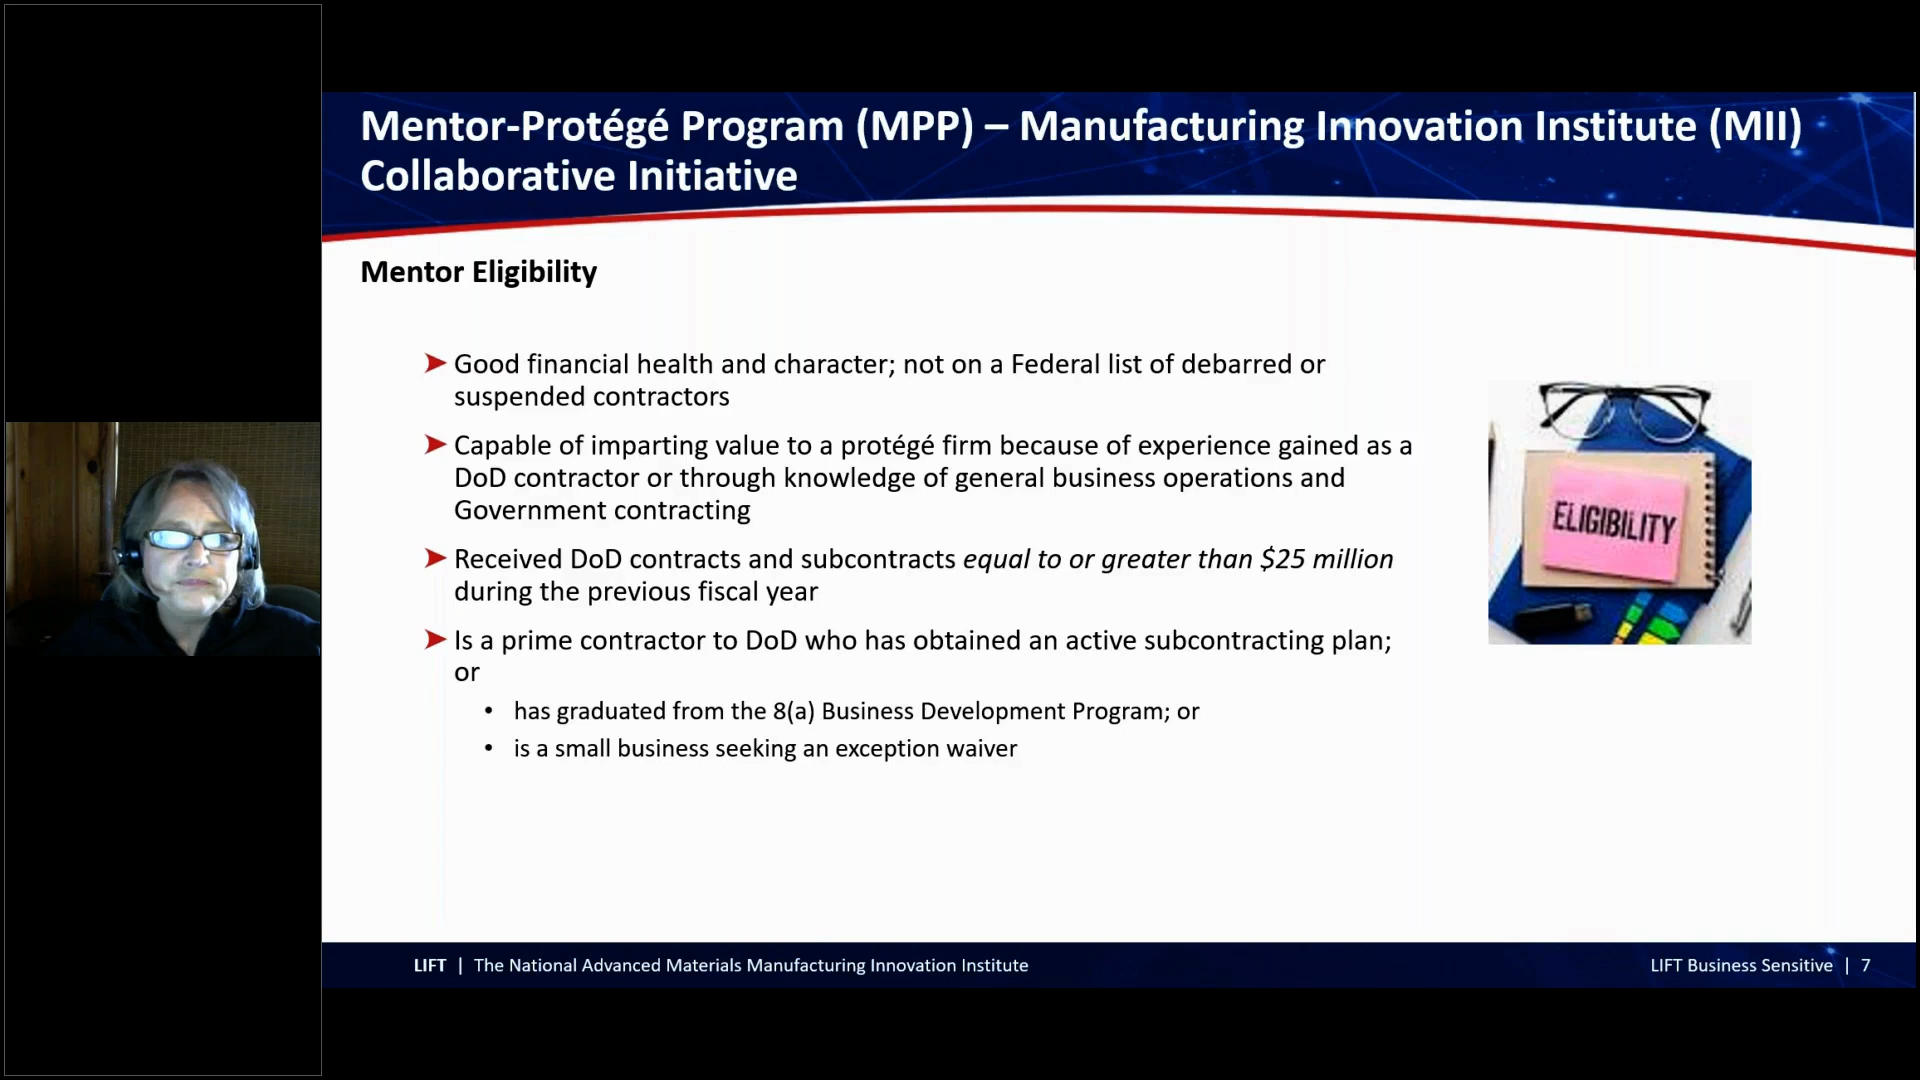 Mentor-Protégé Program (MPP) – Manufacturing Innovation Institute (MII)
Collaborative Initiative
Mentor Eligibility
➤ Good financial health and character; not on a Federal list of debarred or
suspended contractors
➤ Capable of imparting value to a protégé firm because of experience gained as a
DoD contractor or through knowledge of general business operations and
Government contracting
➤ Received DoD contracts and subcontracts equal to or greater than $25 million
during the previous fiscal year
➤ Is a prime contractor to DoD who has obtained an active subcontracting plan;
or
• has graduated from the 8(a) Business Development Program; or
• is a small business seeking an exception waiver
ELIGIBILITY
LIFT | The National Advanced Materials Manufacturing Innovation Institute
LIFT Business Sensitive | 7